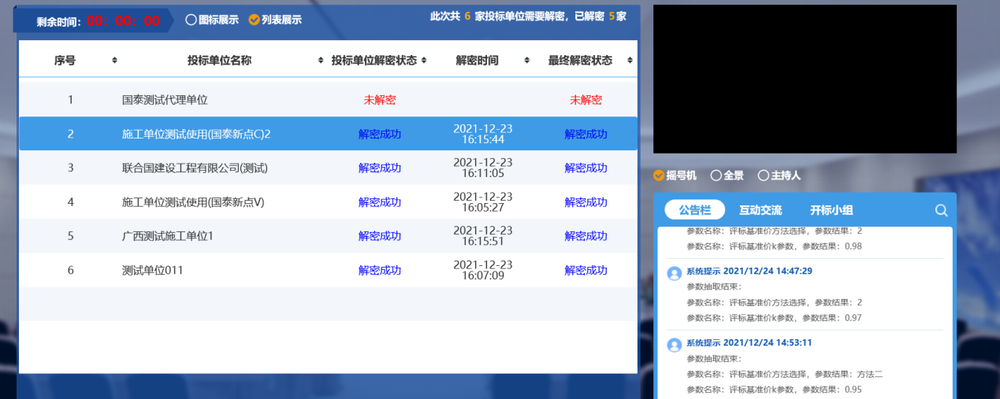 剩余时间：00：00：00 图标展示 列表展示 此次共 6 家投标单位需要解密，已解密 5 家
序号 投标单位名称 投标单位解密状态 解密时间 最终解密状态
1 国泰测试代理单位 未解密 未解密
2 施工单位测试使用(国泰新点C)2 解密成功 2021-12-23 16:15:44 解密成功
3 联合国建设工程有限公司(测试) 解密成功 2021-12-23 16:11:05 解密成功
4 施工单位测试使用(国泰新点V) 解密成功 2021-12-23 16:05:27 解密成功
5 广西测试施工单位1 解密成功 2021-12-23 16:15:51 解密成功
6 测试单位011 解密成功 2021-12-23 16:07:09 解密成功
摇号机 全景 主持人
公告栏 互动交流 开标小组
参数名称：评标基准价方法选择，参数结果：2
参数名称：评标基准价k参数，参数结果：0.98
系统提示 2021/12/24 14:47:29
参数抽取结束：
参数名称：评标基准价方法选择，参数结果：2
参数名称：评标基准价k参数，参数结果：0.97
系统提示 2021/12/24 14:53:11
参数抽取结束：
参数名称：评标基准价方法选择，参数结果：方法二
参数名称：评标基准价k参数，参数结果：0.95